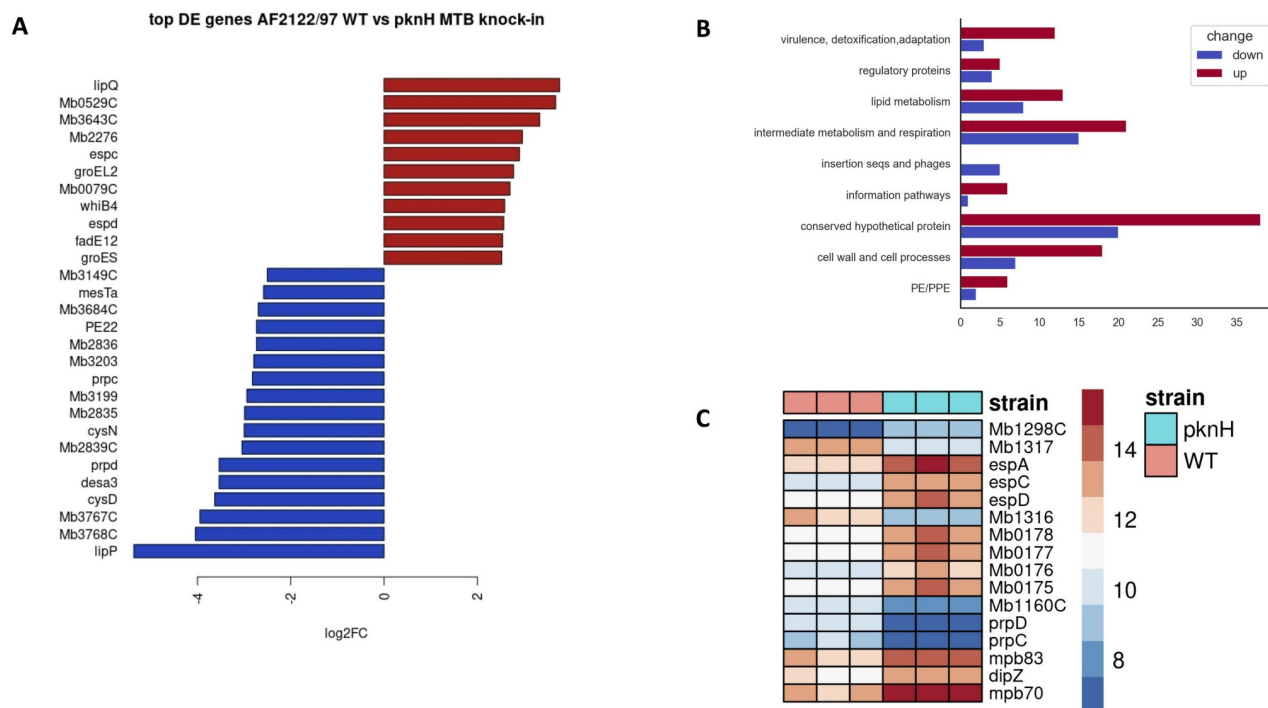 A
top DE genes AF2122/97 WT vs pknH MTB knock-in
lipQ
Mb0529C
Mb3643C
Mb2276
espc
groEL2
Mb0079C
whiB4
espd
fadE12
groES
Mb3149C
mesTa
Mb3684C
PE22
Mb2836
Mb3203
prpc
Mb3199
Mb2835
cysN
Mb2839C
prpd
desa3
cysD
Mb3767C
Mb3768C
lipP
-4
-2
0
2
log2FC
B
virulence, detoxification,adaptation
regulatory proteins
lipid metabolism
intermediate metabolism and respiration
insertion seqs and phages
information pathways
conserved hypothetical protein
cell wall and cell processes
PE/PPE
0 5 10 15 20 25 30 35
change
down
up
C
strain
Mb1298C
Mb1317
espA
espC
espD
Mb1316
Mb0178
Mb0177
Mb0176
Mb0175
Mb1160C
prpD
prpC
mpb83
dipZ
mpb70
14
12
10
8
strain
pknH
WT